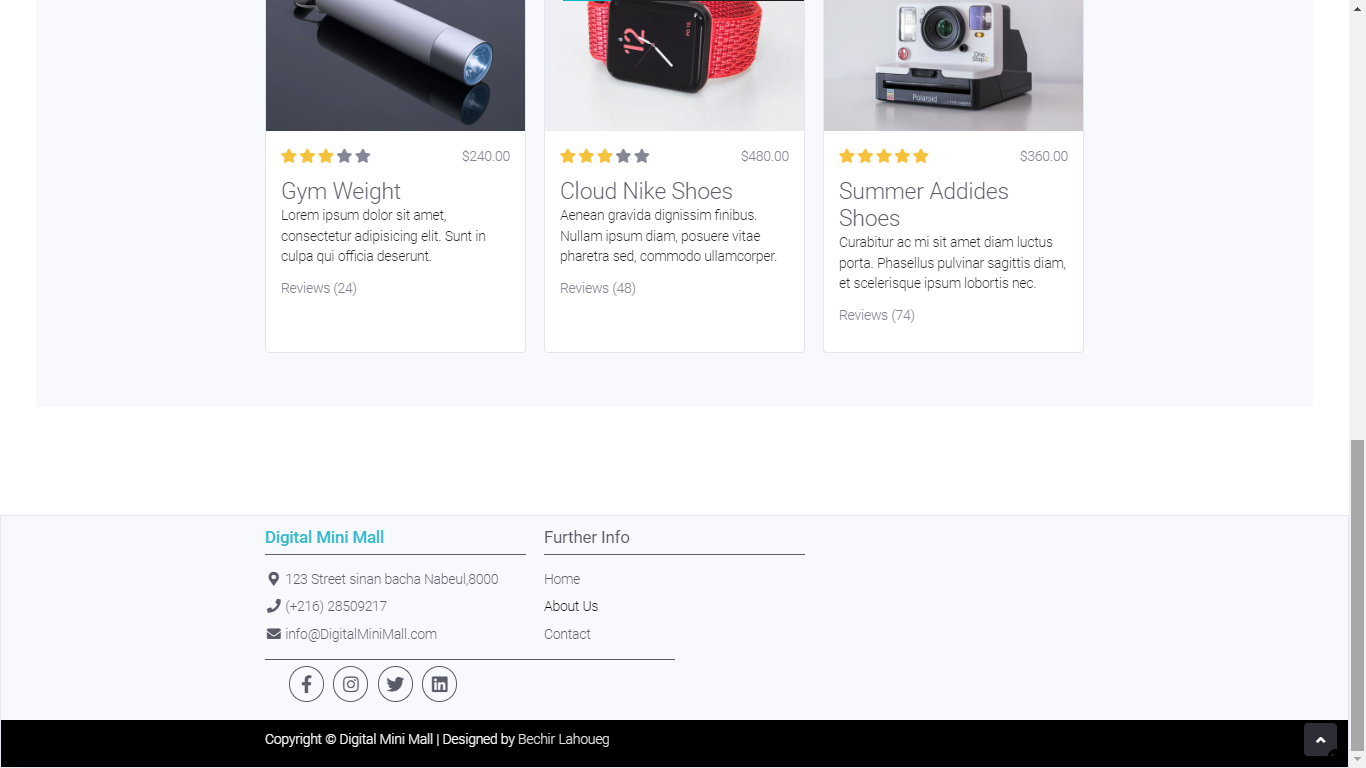 12
One
Step
Polaroid
$240.00
Gym Weight
Lorem ipsum dolor sit amet,
consectetur adipisicing elit. Sunt in
culpa qui officia deserunt.
Reviews (24)
$480.00
Cloud Nike Shoes
Aenean gravida dignissim finibus.
Nullam ipsum diam, posuere vitae
pharetra sed, commodo ullamcorper.
Reviews (48)
$360.00
Summer Addides
Shoes
Curabitur ac mi sit amet diam luctus
porta. Phasellus pulvinar sagittis diam,
et scelerisque ipsum lobortis nec.
Reviews (74)
Digital Mini Mall
123 Street sinan bacha Nabeul,8000
(+216) 28509217
info@DigitalMiniMall.com
Further Info
Home
About Us
Contact
Copyright © Digital Mini Mall | Designed by Bechir Lahoueg